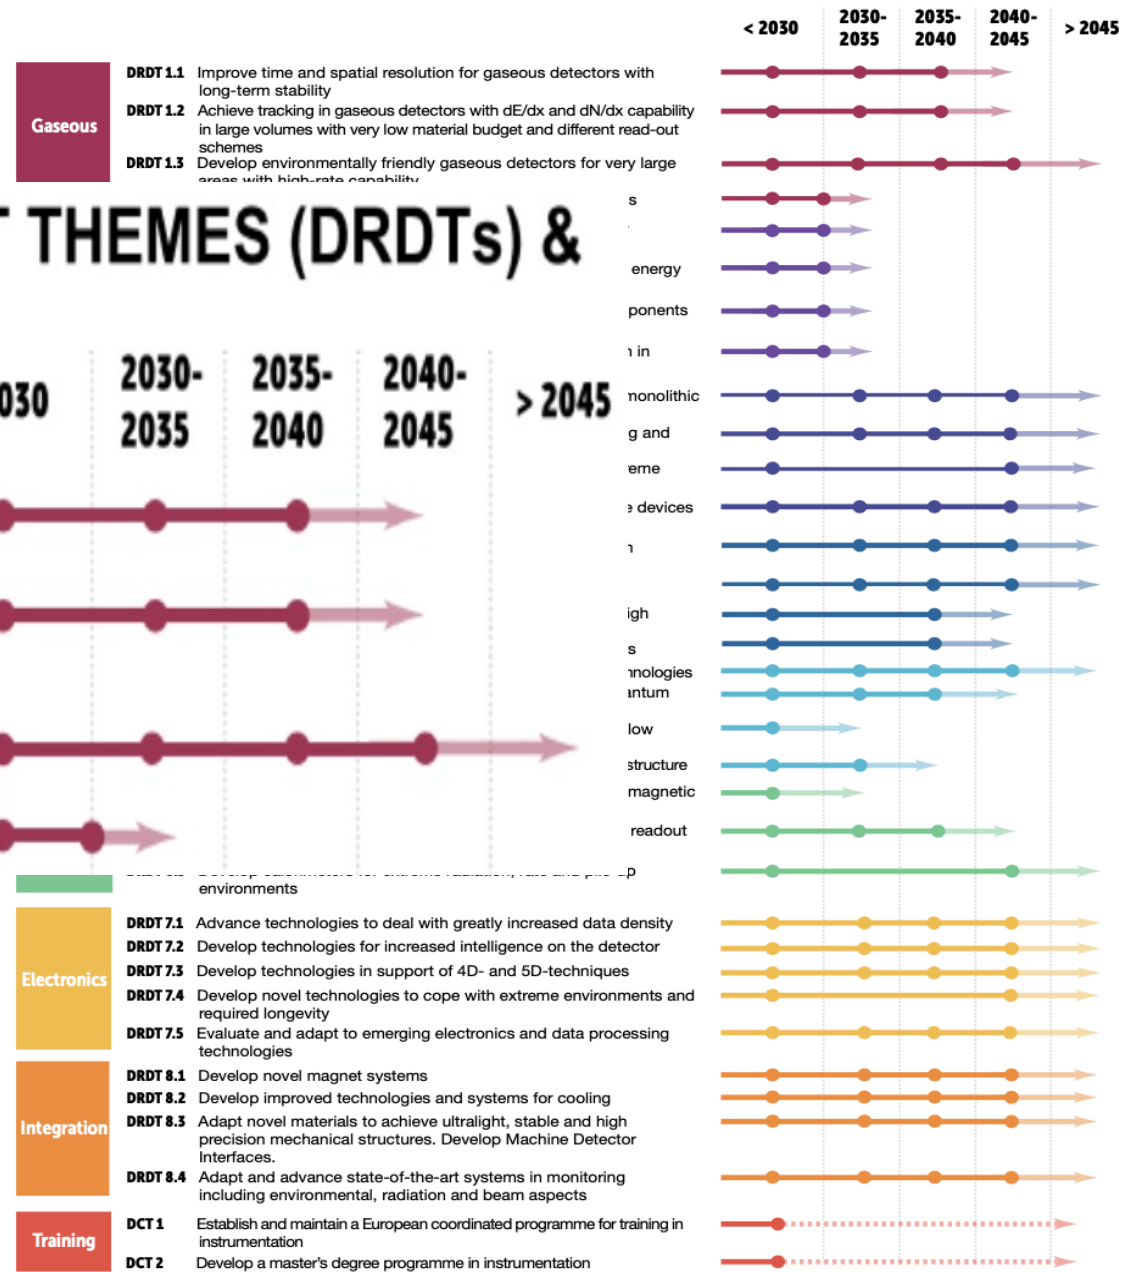 < 2030
2030-
2035
2035-
2040
2040-
2045
> 2045
Gaseous
DRDT 1.1 Improve time and spatial resolution for gaseous detectors with
long-term stability
DRDT 1.2 Achieve tracking in gaseous detectors with dE/dx and dN/dx capability
in large volumes with very low material budget and different read-out
schemes
DRDT 1.3 Develop environmentally friendly gaseous detectors for very large
areas with high-rate capability
THEMES (DRDTs) &
030
2030-
2035
2035-
2040
2040-
2045
> 2045
s
energy
ponents
in
monolithic
g and
eme
devices
igh
s
nologies
antum
low
structure
magnetic
readout
p
environments
Electronics
DRDT 7.1 Advance technologies to deal with greatly increased data density
DRDT 7.2 Develop technologies for increased intelligence on the detector
DRDT 7.3 Develop technologies in support of 4D- and 5D-techniques
DRDT 7.4 Develop novel technologies to cope with extreme environments and
required longevity
DRDT 7.5 Evaluate and adapt to emerging electronics and data processing
technologies
Integration
DRDT 8.1 Develop novel magnet systems
DRDT 8.2 Develop improved technologies and systems for cooling
DRDT 8.3 Adapt novel materials to achieve ultralight, stable and high
precision mechanical structures. Develop Machine Detector
Interfaces.
DRDT 8.4 Adapt and advance state-of-the-art systems in monitoring
including environmental, radiation and beam aspects
Training
DCT 1 Establish and maintain a European coordinated programme for training in
instrumentation
DCT 2 Develop a master's degree programme in instrumentation